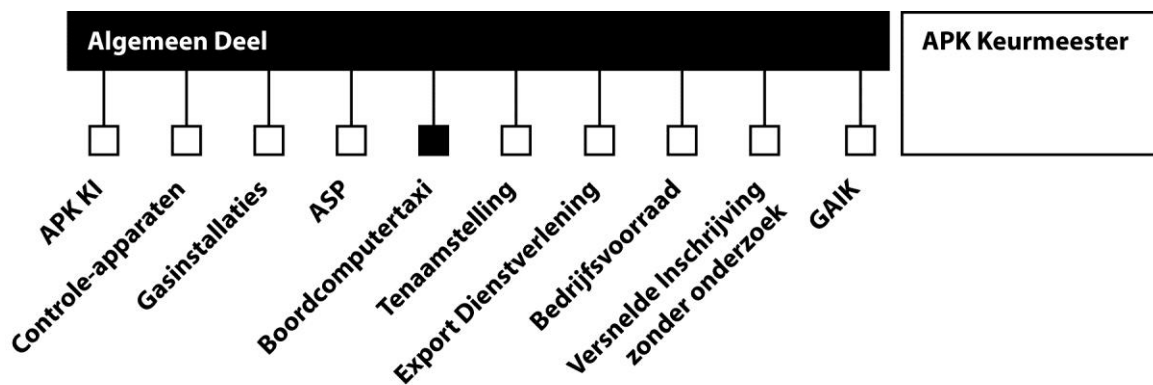 Algemeen Deel
APK Keurmeester
APK KI
Controle-apparaten
Gasinstallaties
ASP
Boordcomputertaxi
Tenaamstelling
Export Dienstverlening
Bedrijfsvoorraad
Versnelde Inschrijving
zonder onderzoek
GAIK